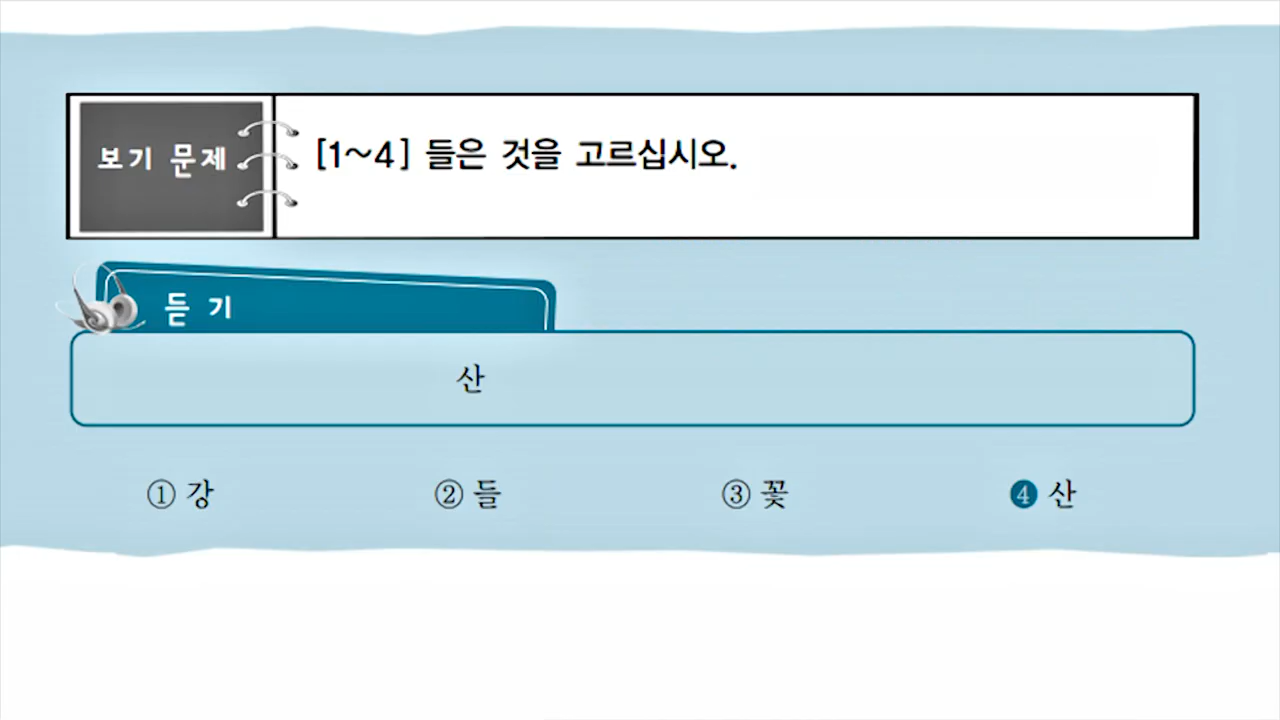 보기 문제
[1～4] 들은 것을 고르십시오.
듣 기
산
① 강 ② 들 ③ 꽃 ❹ 산